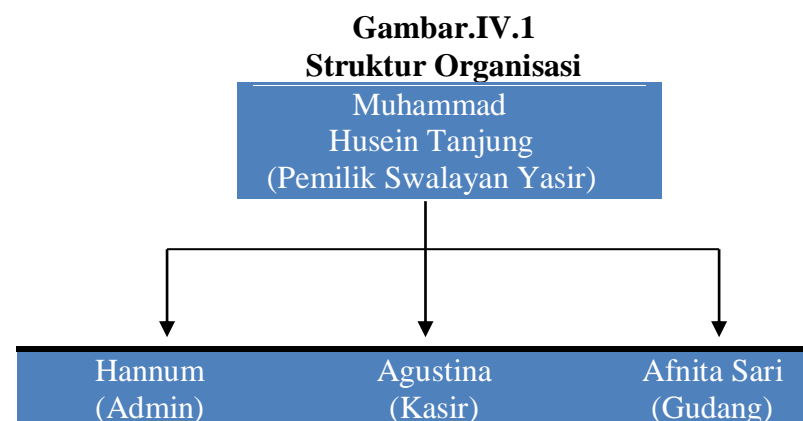 Gambar.IV.1
Struktur Organisasi
Muhammad
Husein Tanjung
(Pemilik Swalayan Yasir)
Hannum Agustina Afnita Sari
(Admin) (Kasir) (Gudang)